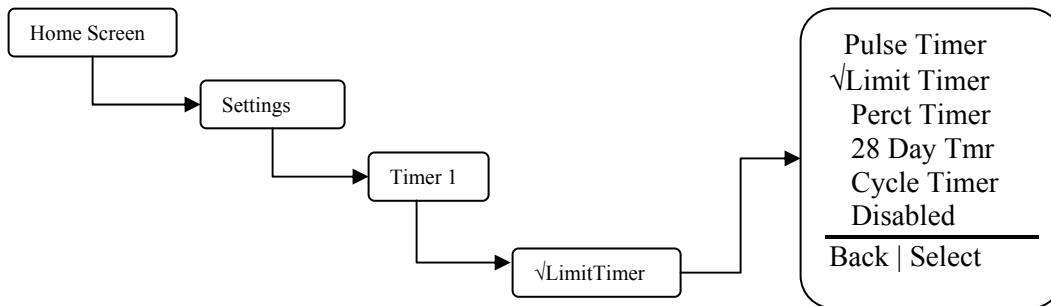 Home Screen
Settings
Timer 1
√LimitTimer
Pulse Timer
√Limit Timer
Perct Timer
28 Day Tmr
Cycle Timer
Disabled
Back | Select